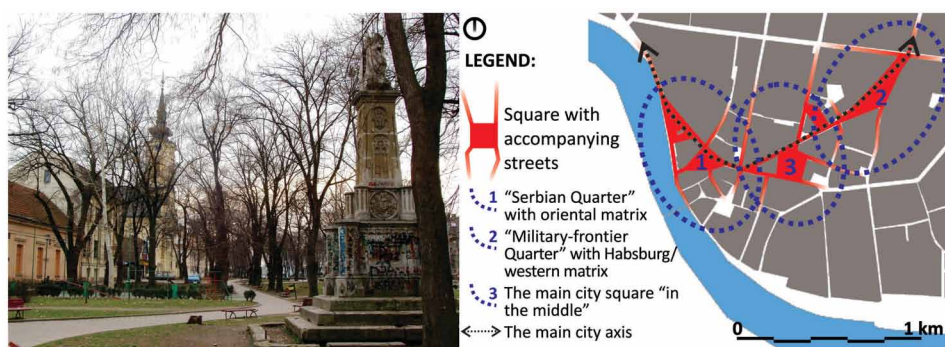 LEGEND:
Square with
accompanying
streets
1 "Serbian Quarter"
with oriental matrix
2 "Military-frontier
Quarter" with Habsburg/
western matrix
3 The main city square "in
the middle"
The main city axis
1
2
3
0 1 km